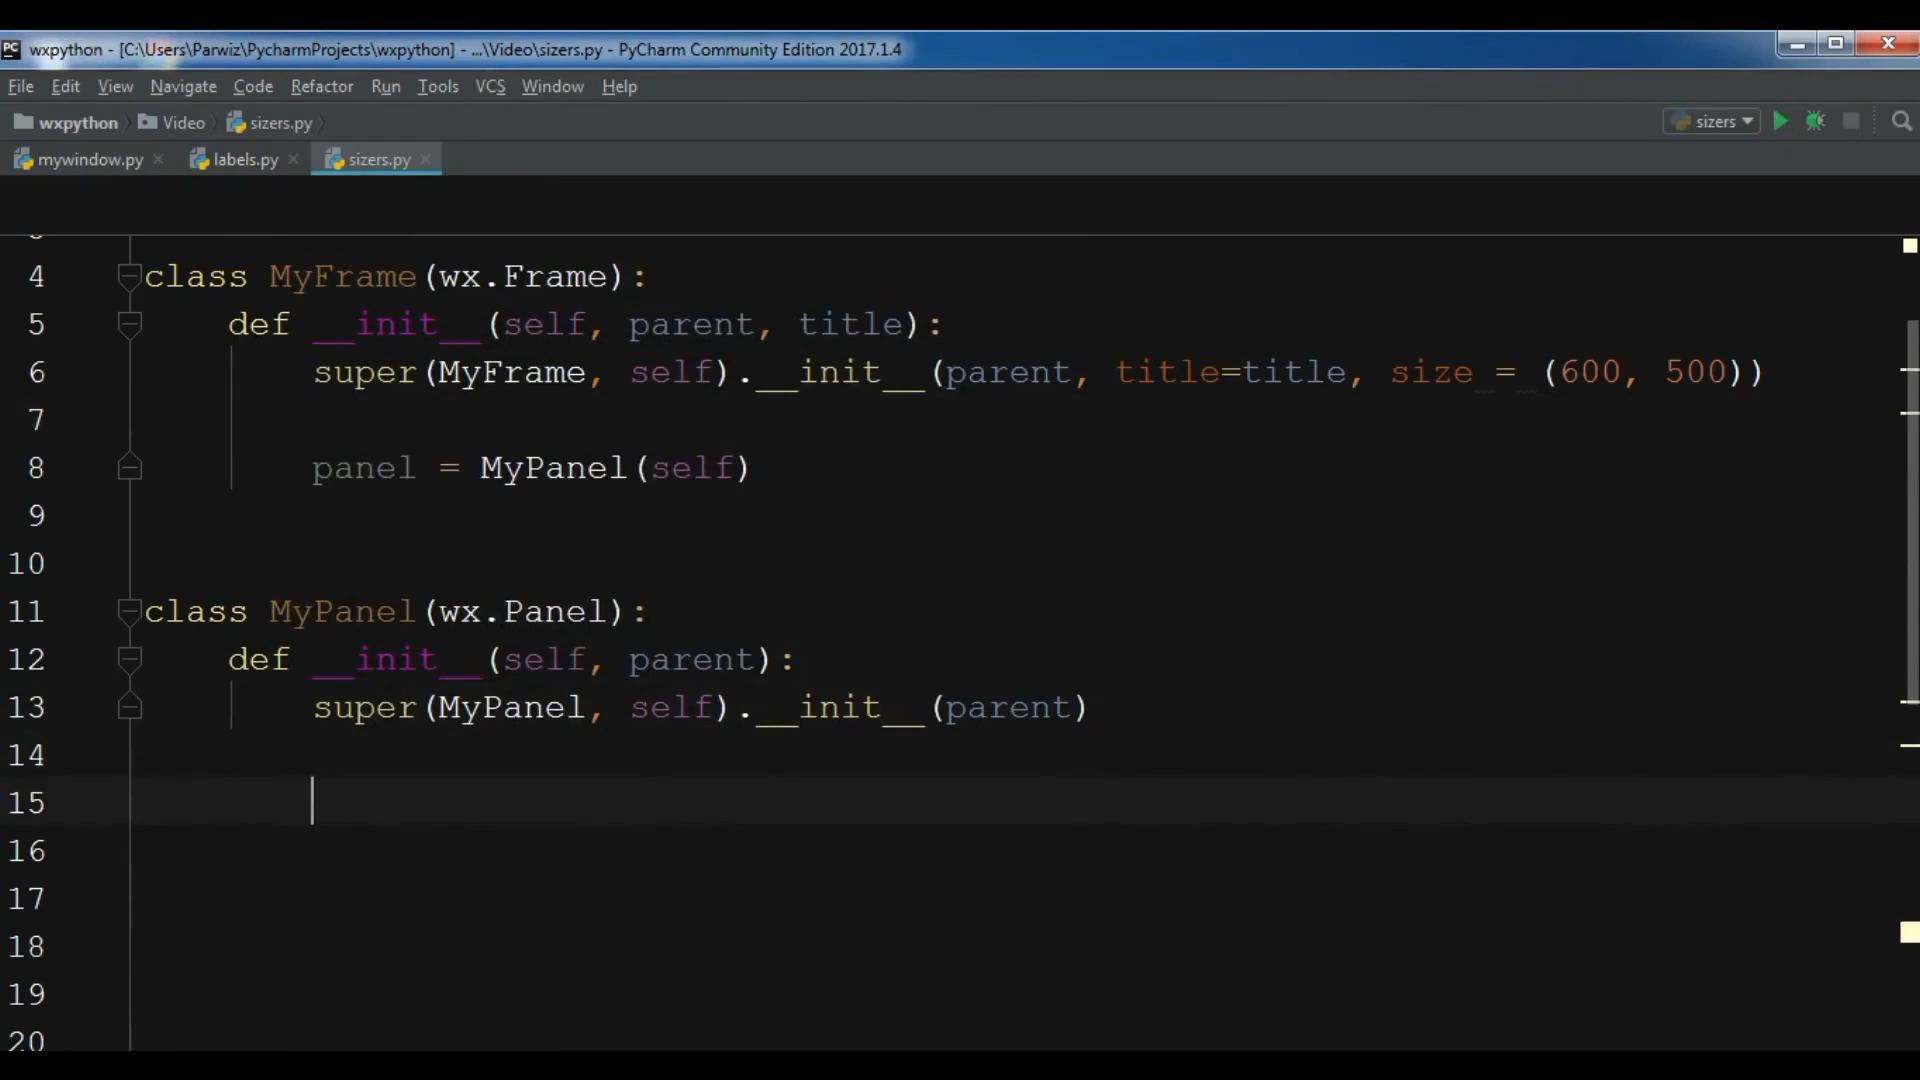 PC wxpython - [C:\Users\Parwiz\PycharmProjects\wxpython] - ...\Video\sizers.py - PyCharm Community Edition 2017.1.4
File Edit View Navigate Code Refactor Run Tools VCS Window Help
wxpython Video sizers.py sizers
mywindow.py labels.py sizers.py
4 class MyFrame(wx.Frame):
5 def __init__(self, parent, title):
6 super(MyFrame, self).__init__(parent, title=title, size = (600, 500))
7
8 panel = MyPanel(self)
9
10
11 class MyPanel(wx.Panel):
12 def __init__(self, parent):
13 super(MyPanel, self).__init__(parent)
14
15
16
17
18
19
20